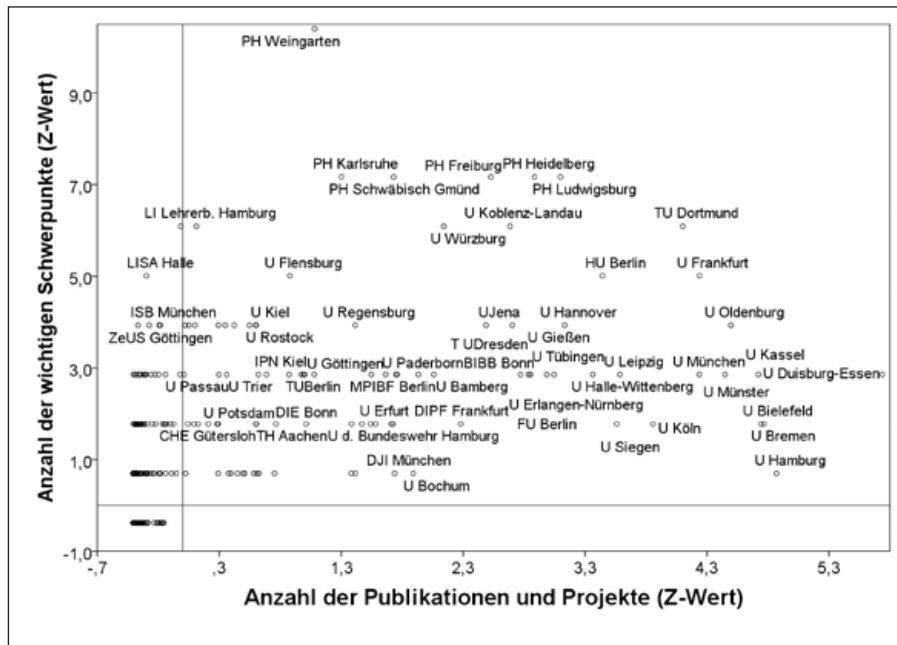 Anzahl der wichtigen Schwerpunkte (Z-Wert)
PH Weingarten
9,0
PH Karlsruhe PH Freiburg PH Heidelberg
7,0
PH Schwäbisch Gmünd PH Ludwigsburg
LI Lehrerb. Hamburg U Koblenz-Landau TU Dortmund
U Würzburg
LISA Halle U Flensburg HU Berlin U Frankfurt
5,0
ISB München U Kiel U Regensburg UJena U Hannover U Oldenburg
ZeUS Göttingen U Rostock T UDresden U Gießen
IPN Kiel U Göttingen U Paderborn BIBB Bonn U Tübingen U Leipzig U München U Kassel
3,0
U Duisburg-Essen
U Passau U Trier TUBerlin MPIBF Berlin U Bamberg U Halle-Wittenberg U Münster
U Potsdam DIE Bonn U Erfurt DIPF Frankfurt U Erlangen-Nürnberg U Bielefeld
CHE Gütersloh TH Aachen U d. Bundeswehr Hamburg FU Berlin U Siegen U Köln U Bremen
1,0
DJI München U Hamburg
U Bochum
-1,0
-,7 ,3 1,3 2,3 3,3 4,3 5,3
Anzahl der Publikationen und Projekte (Z-Wert)